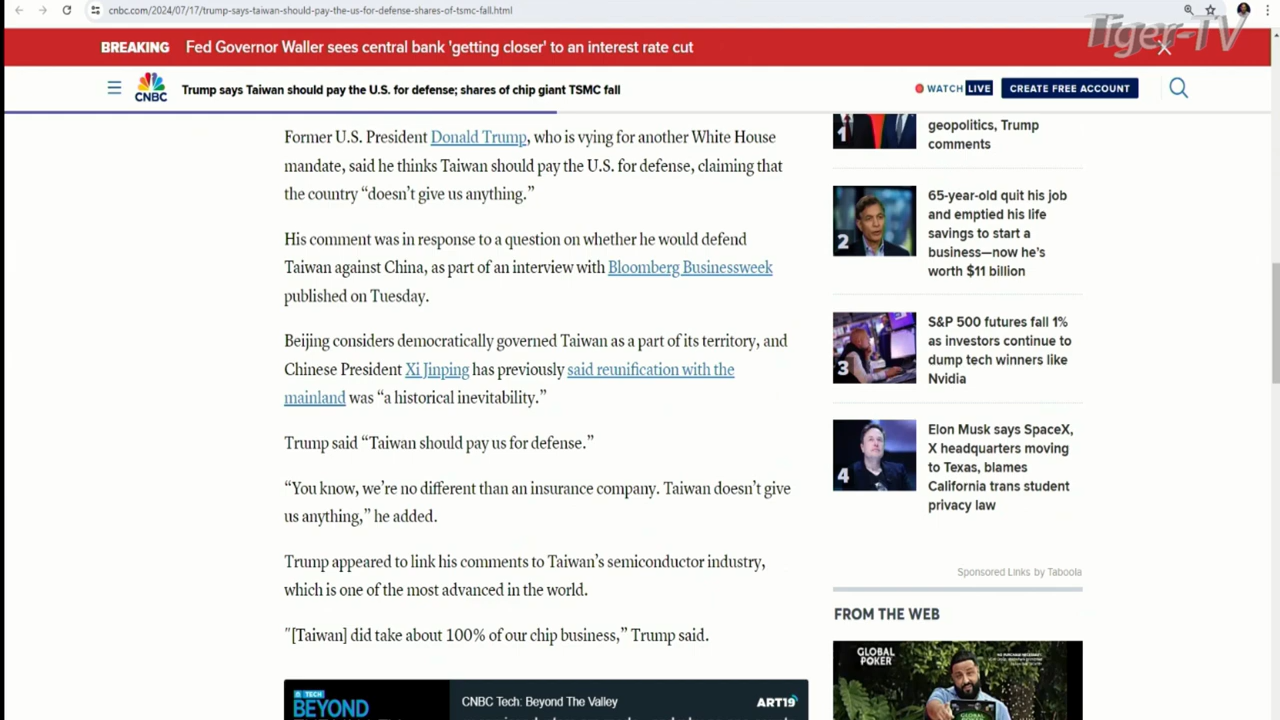 cnbc.com/2024/07/17/trump-says-taiwan-should-pay-the-us-for-defense-shares-of-tsmc-fall.html
Tiger-TV
BREAKING Fed Governor Waller sees central bank 'getting closer' to an interest rate cut
CNBC
Trump says Taiwan should pay the U.S. for defense; shares of chip giant TSMC fall
WATCH LIVE
CREATE FREE ACCOUNT
Former U.S. President Donald Trump, who is vying for another White House
mandate, said he thinks Taiwan should pay the U.S. for defense, claiming that
the country “doesn’t give us anything.”
His comment was in response to a question on whether he would defend
Taiwan against China, as part of an interview with Bloomberg Businessweek
published on Tuesday.
Beijing considers democratically governed Taiwan as a part of its territory, and
Chinese President Xi Jinping has previously said reunification with the
mainland was “a historical inevitability.”
Trump said “Taiwan should pay us for defense.”
“You know, we’re no different than an insurance company. Taiwan doesn’t give
us anything,” he added.
Trump appeared to link his comments to Taiwan’s semiconductor industry,
which is one of the most advanced in the world.
"[Taiwan] did take about 100% of our chip business,” Trump said.
TECH
BEYOND
CNBC Tech: Beyond The Valley
ART19
1
geopolitics, Trump
comments
2
65-year-old quit his job
and emptied his life
savings to start a
business—now he’s
worth $11 billion
3
S&P 500 futures fall 1%
as investors continue to
dump tech winners like
Nvidia
4
Elon Musk says SpaceX,
X headquarters moving
to Texas, blames
California trans student
privacy law
Sponsored Links by Taboola
FROM THE WEB
GLOBAL
POKER
GLOBAL